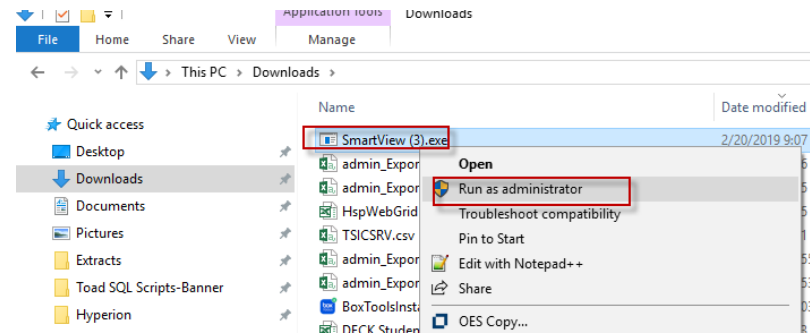 Application Tools Downloads
File Home Share View Manage
This PC > Downloads >
Name Date modified
Quick access
SmartView (3).exe 2/20/2019 9:07
Desktop
admin_Expor Open
Downloads
admin_Expor Run as administrator
Documents
HspWebGrid Troubleshoot compatibility
Pictures
TSICSRV.csv Pin to Start
Extracts
admin_Expor Edit with Notepad++
Toad SQL Scripts-Banner
admin_Expor Share
Hyperion
box BoxToolsInsta
DECK Studen OES Copy...